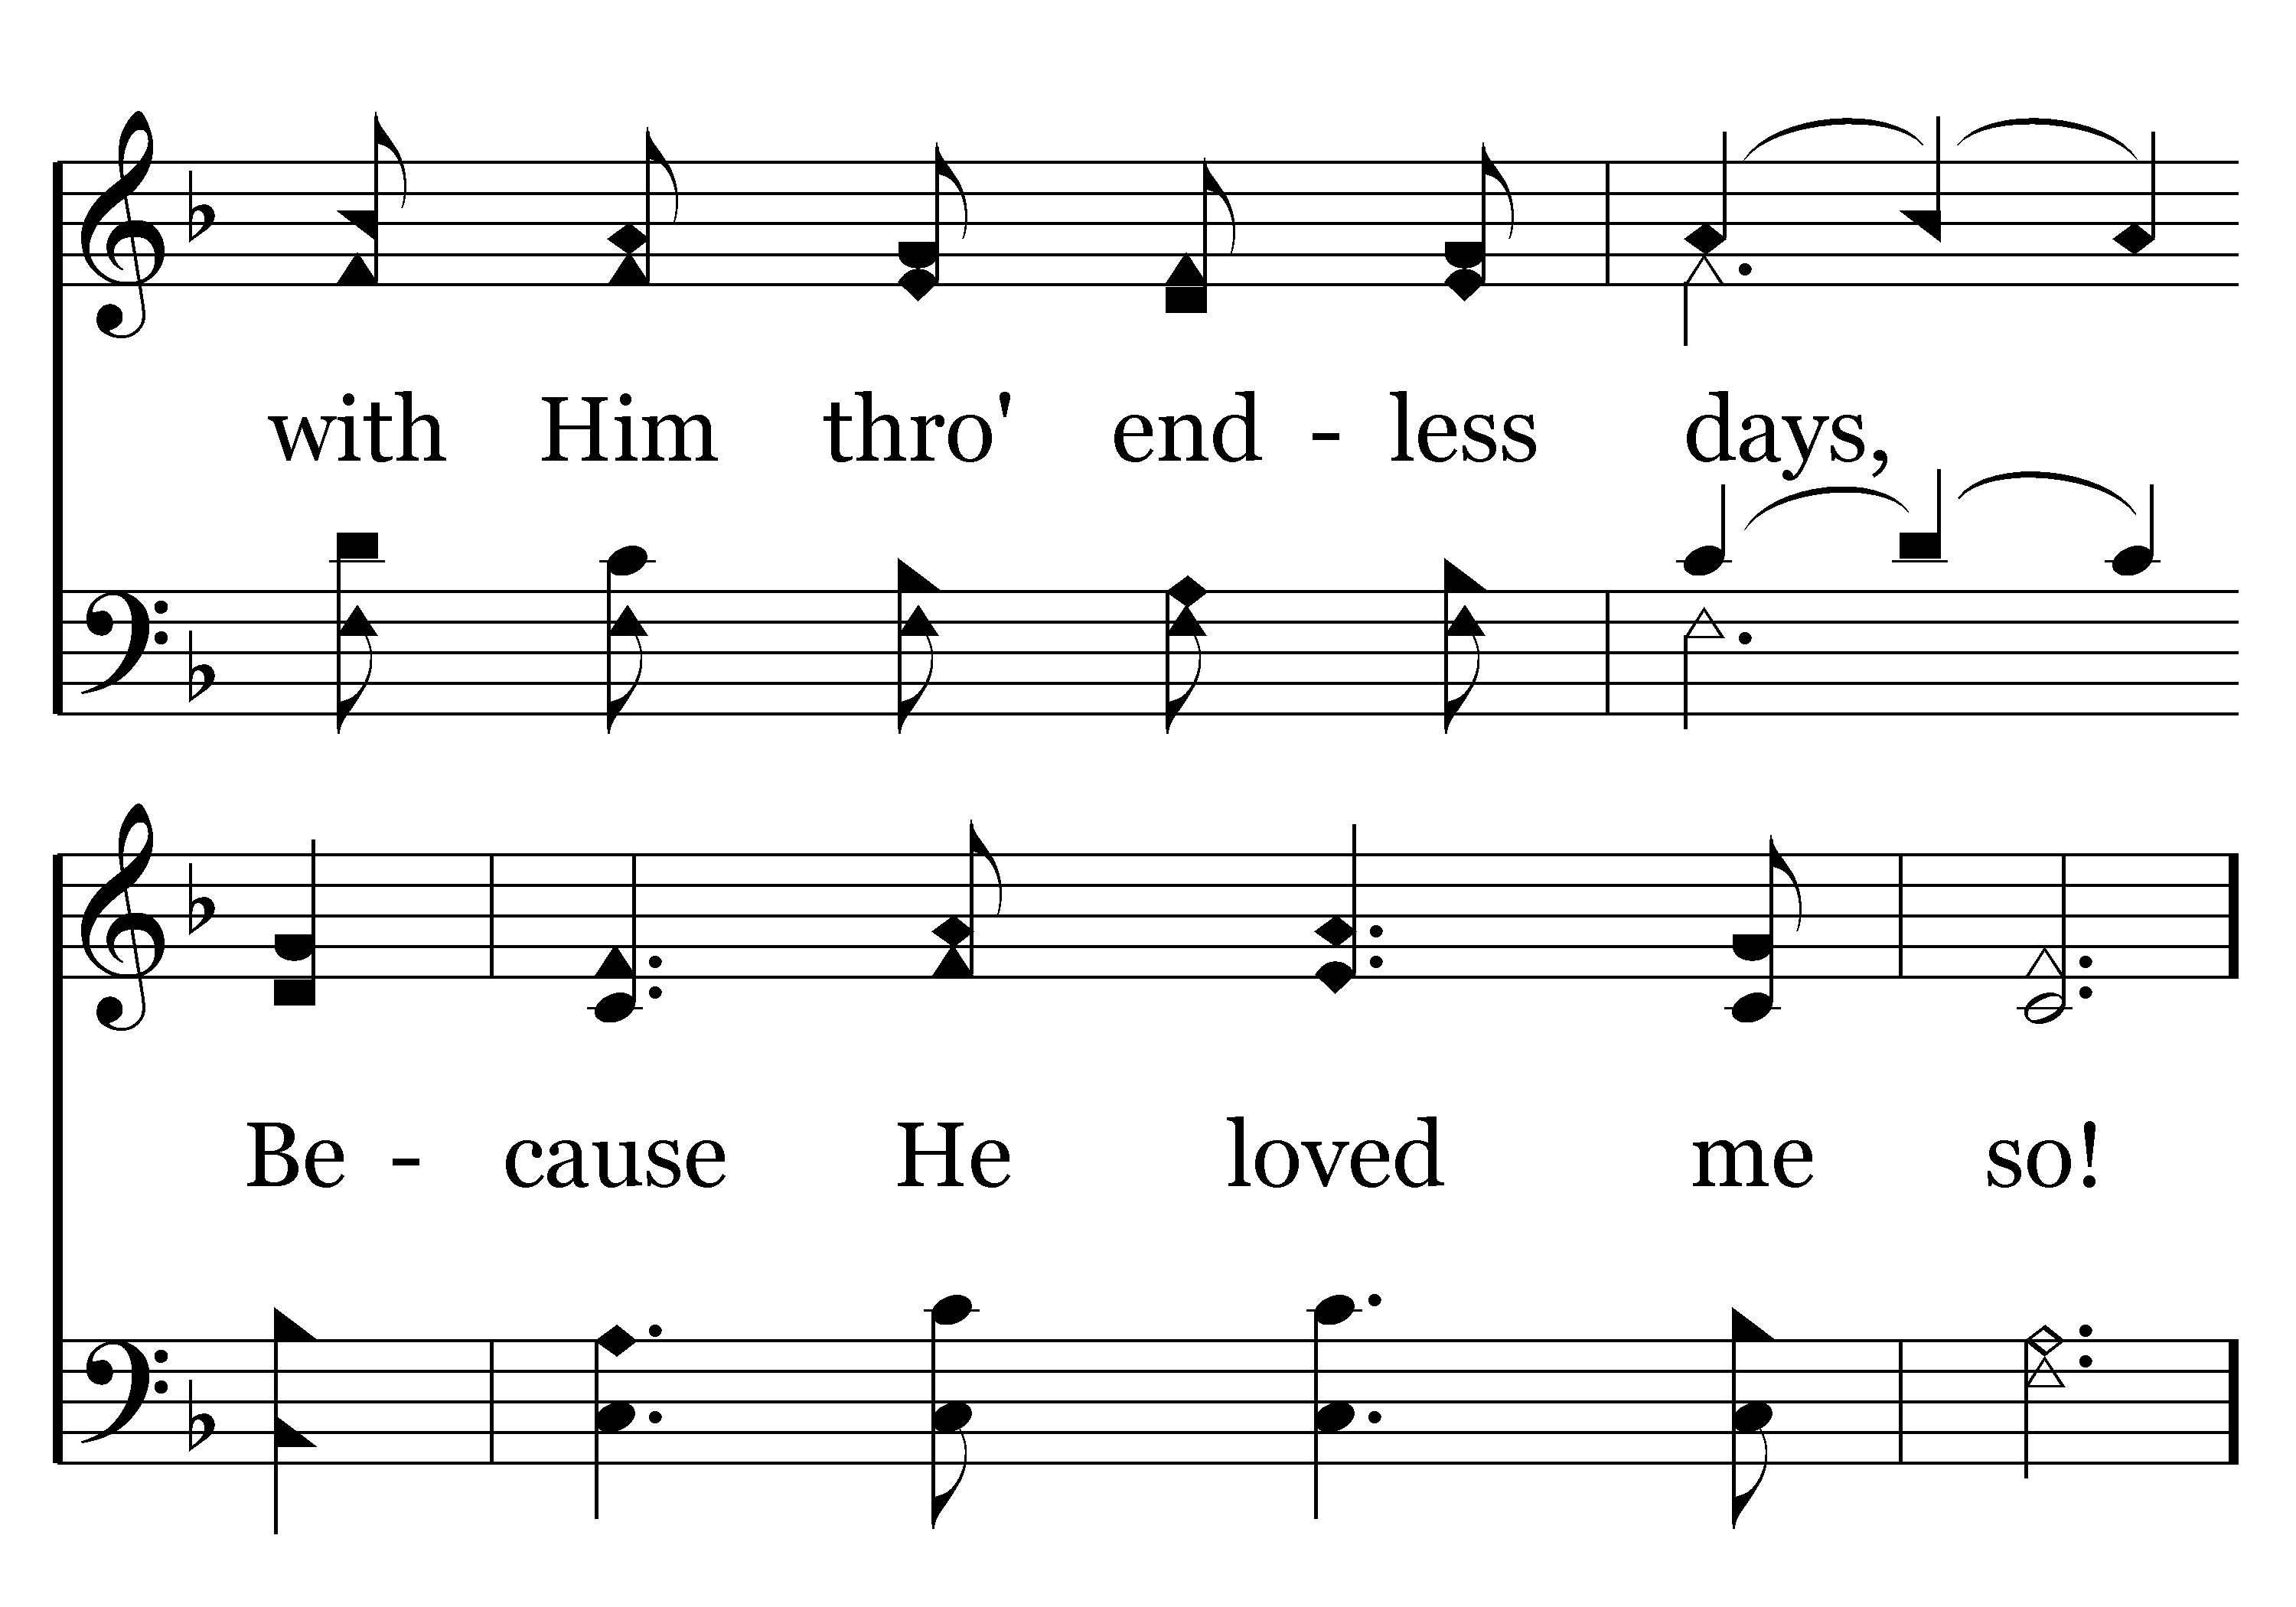 with Him thro' end - less days,
Be - cause He loved me so!